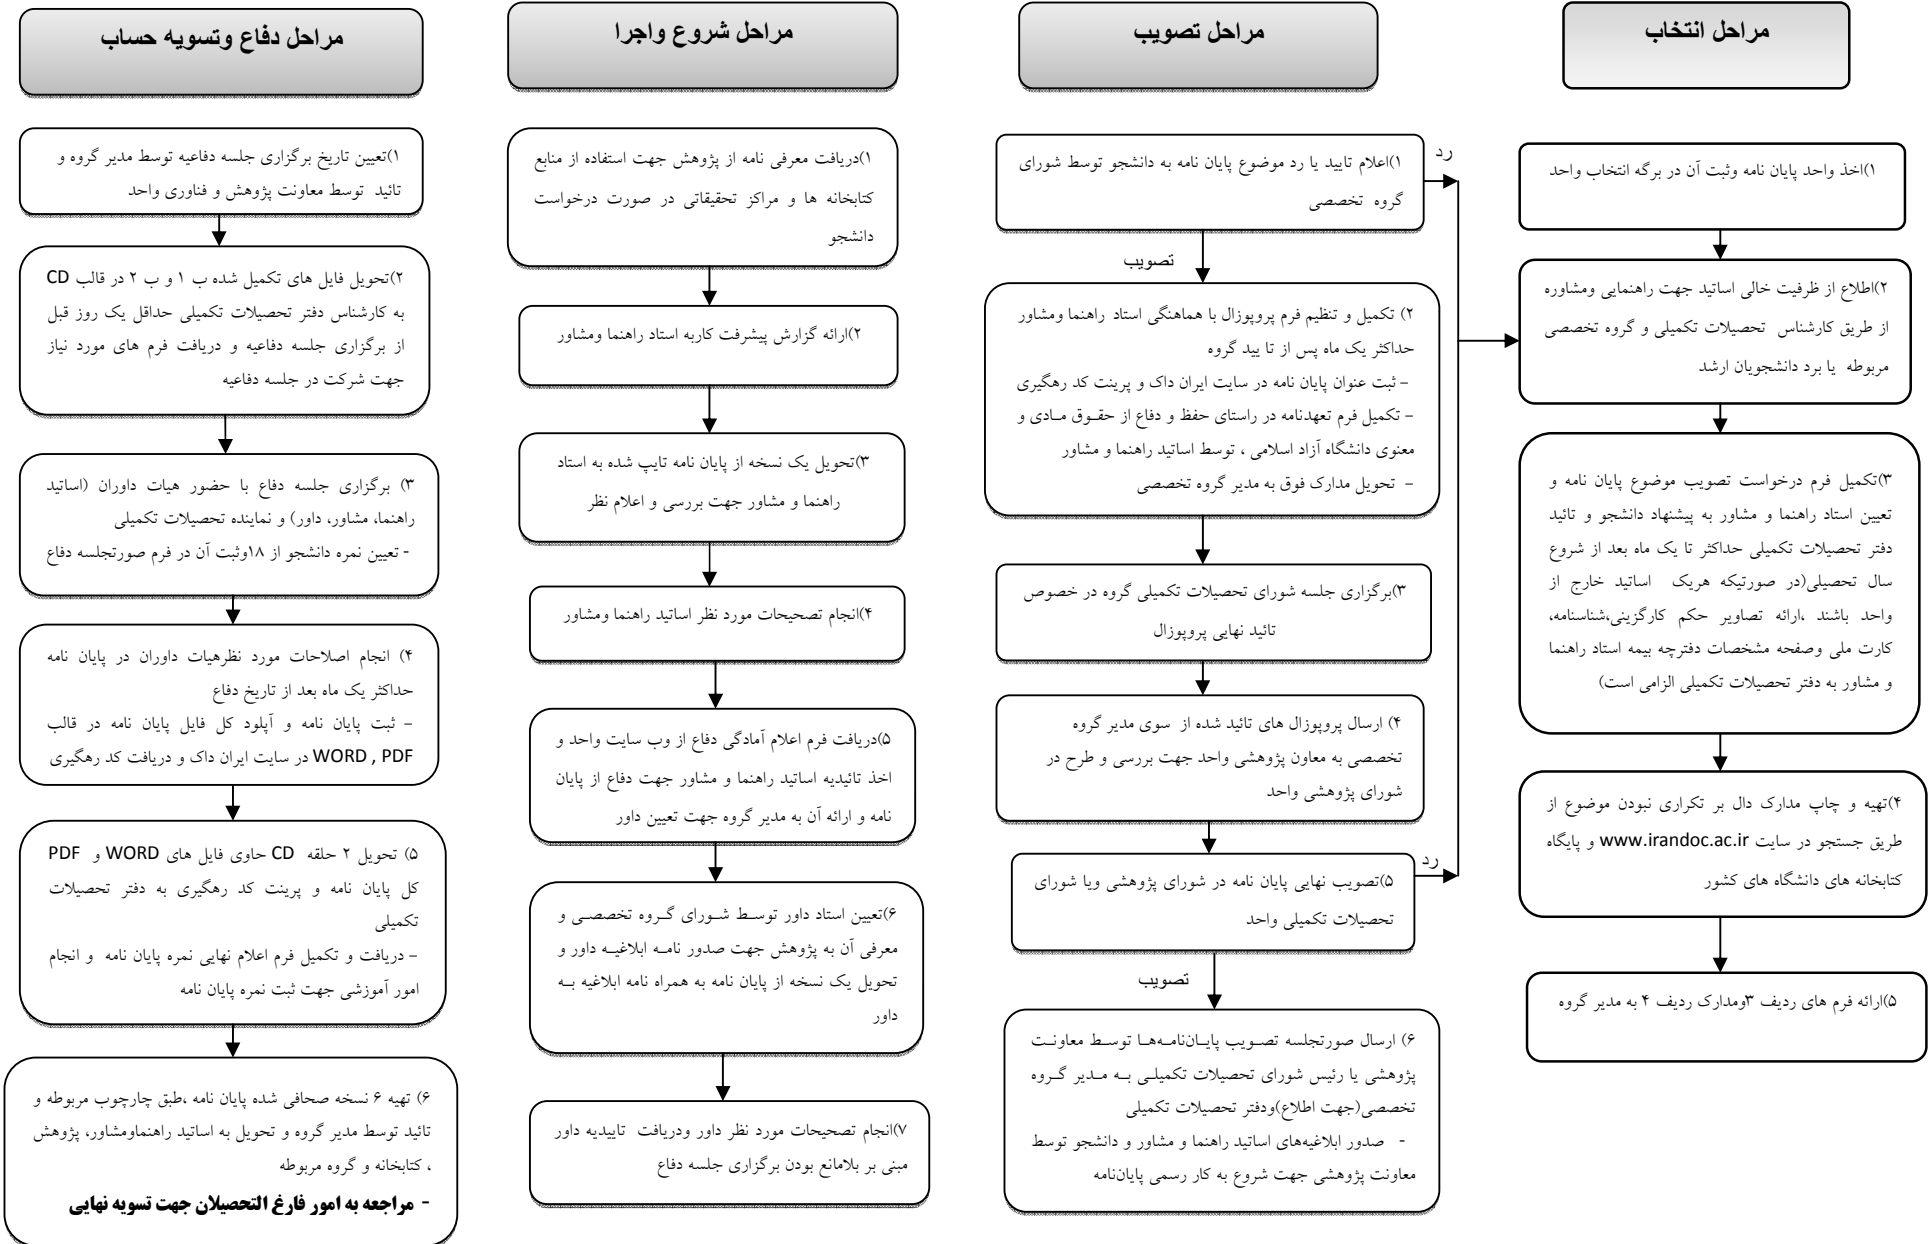 مراحل انتخاب
۱)اخذ واحد پایان نامه وثبت آن در برگه انتخاب واحد
۲)اطلاع از ظرفیت خالی اساتید جهت راهنمایی ومشاوره
از طریق کارشناس تحصیلات تکمیلی و گروه تخصصی
مربوطه یا برد دانشجویان ارشد
۳)تکمیل فرم درخواست تصویب موضوع پایان نامه و
تعیین استاد راهنما و مشاور به پیشنهاد دانشجو و تائید
دفتر تحصیلات تکمیلی حداکثر تا یک ماه بعد از شروع
سال تحصیلی(در صورتیکه هریک اساتید خارج از
واحد باشند ،ارائه تصاویر حکم کارگزینی،شناسنامه،
کارت ملی وصفحه مشخصات دفترچه بیمه استاد راهنما
و مشاور به دفتر تحصیلات تکمیلی الزامی است)
۴)تهیه و چاپ مدارک دال بر تکراری نبودن موضوع از
طریق جستجو در سایت www.irandoc.ac.ir و پایگاه
کتابخانه های دانشگاه های کشور
۵)ارائه فرم های ردیف ۳ومدارک ردیف ۴ به مدیر گروه
مراحل تصویب
۱)اعلام تایید یا رد موضوع پایان نامه به دانشجو توسط شورای
گروه تخصصی
رد
تصویب
۲) تکمیل و تنظیم فرم پروپوزال با هماهنگی استاد راهنما ومشاور
حداکثر یک ماه پس از تا یید گروه
– ثبت عنوان پایان نامه در سایت ایران داک و پرینت کد رهگیری
– تکمیل فرم تعهدنامه در راستای حفظ و دفاع از حقـوق مـادی و
معنوی دانشگاه آزاد اسلامی ، توسط اساتید راهنما و مشاور
– تحویل مدارک فوق به مدیر گروه تخصصی
۳)برگزاری جلسه شورای تحصیلات تکمیلی گروه در خصوص
تائید نهایی پروپوزال
۴) ارسال پروپوزال های تائید شده از سوی مدیر گروه
تخصصی به معاون پژوهشی واحد جهت بررسی و طرح در
شورای پژوهشی واحد
۵)تصویب نهایی پایان نامه در شورای پژوهشی ویا شورای
تحصیلات تکمیلی واحد
رد
تصویب
۶) ارسال صورتجلسه تصـویب پایـان‌نامـه‌هـا توسـط معاونـت
پژوهشی یا رئیس شورای تحصیلات تکمیلـی بـه مـدیر گـروه
تخصصی(جهت اطلاع)ودفتر تحصیلات تکمیلی
- صدور ابلاغیه‌های اساتید راهنما و مشاور و دانشجو توسط
معاونت پژوهشی جهت شروع به کار رسمی پایان‌نامه
مراحل شروع واجرا
۱)دریافت معرفی نامه از پژوهش جهت استفاده از منابع
کتابخانه ها و مراکز تحقیقاتی در صورت درخواست
دانشجو
۲)ارائه گزارش پیشرفت کاربه استاد راهنما ومشاور
۳)تحویل یک نسخه از پایان نامه تایپ شده به استاد
راهنما و مشاور جهت بررسی و اعلام نظر
۴)انجام تصحیحات مورد نظر اساتید راهنما ومشاور
۵)دریافت فرم اعلام آمادگی دفاع از وب سایت واحد و
اخذ تائیدیه اساتید راهنما و مشاور جهت دفاع از پایان
نامه و ارائه آن به مدیر گروه جهت تعیین داور
۶)تعیین استاد داور توسـط شـورای گـروه تخصصـی و
معرفی آن به پژوهش جهت صدور نامـه ابلاغیـه داور و
تحویل یک نسخه از پایان نامه به همراه نامه ابلاغیه بـه
داور
۷)انجام تصحیحات مورد نظر داور ودریافت تاییدیه داور
مبنی بر بلامانع بودن برگزاری جلسه دفاع
مراحل دفاع وتسویه حساب
۱)تعیین تاریخ برگزاری جلسه دفاعیه توسط مدیر گروه و
تائید توسط معاونت پژوهش و فناوری واحد
۲)تحویل فایل های تکمیل شده ب ۱ و ب ۲ در قالب CD
به کارشناس دفتر تحصیلات تکمیلی حداقل یک روز قبل
از برگزاری جلسه دفاعیه و دریافت فرم های مورد نیاز
جهت شرکت در جلسه دفاعیه
۳) برگزاری جلسه دفاع با حضور هیات داوران (اساتید
راهنما، مشاور، داور) و نماینده تحصیلات تکمیلی
- تعیین نمره دانشجو از ۱۸وثبت آن در فرم صورتجلسه دفاع
۴) انجام اصلاحات مورد نظرهیات داوران در پایان نامه
حداکثر یک ماه بعد از تاریخ دفاع
– ثبت پایان نامه و آپلود کل فایل پایان نامه در قالب
WORD , PDF در سایت ایران داک و دریافت کد رهگیری
۵) تحویل ۲ حلقه CD حاوی فایل های WORD و PDF
کل پایان نامه و پرینت کد رهگیری به دفتر تحصیلات
تکمیلی
– دریافت و تکمیل فرم اعلام نهایی نمره پایان نامه و انجام
امور آموزشی جهت ثبت نمره پایان نامه
۶) تهیه ۶ نسخه صحافی شده پایان نامه ،طبق چارچوب مربوطه و
تائید توسط مدیر گروه و تحویل به اساتید راهنماومشاور، پژوهش
، کتابخانه و گروه مربوطه
- مراجعه به امور فارغ التحصیلان جهت تسویه نهایی